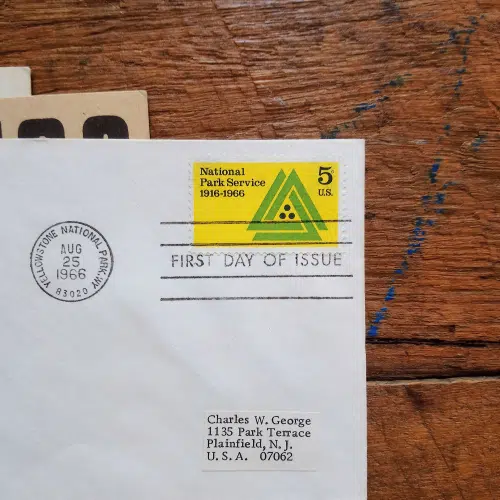 National
Park Service
1916-1966
5¢
U.S.
YELLOWSTONE NATIONAL PARK, WY
AUG
25
1966
83020
FIRST DAY OF ISSUE
Charles W. George
1135 Park Terrace
Plainfield, N. J.
U. S. A. 07062